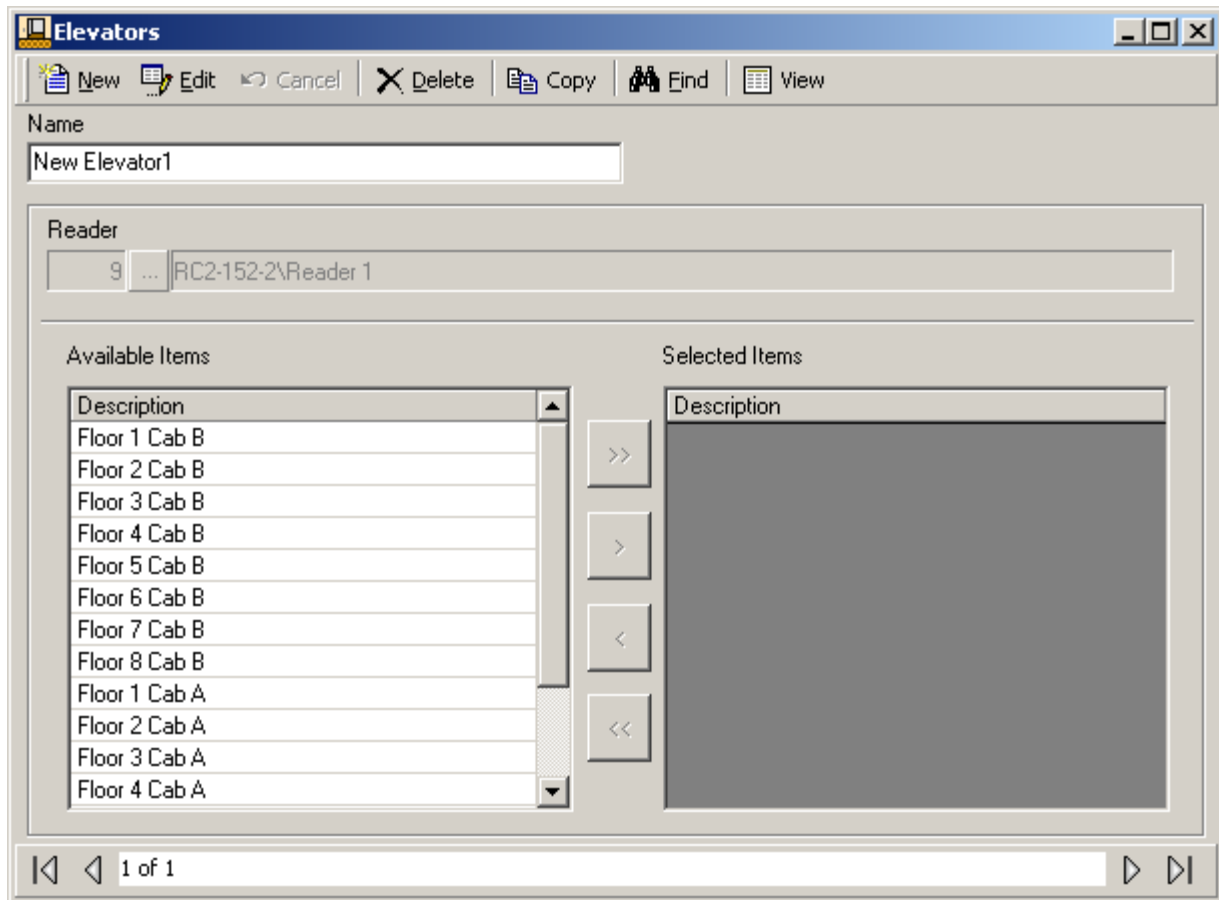 Elevators
New Edit Cancel Delete Copy Find View
Name
New Elevator1
Reader
9 ... RC2-152-2\Reader 1
Available Items Selected Items
Description Description
Floor 1 Cab B
>>
Floor 2 Cab B
Floor 3 Cab B
Floor 4 Cab B
>
Floor 5 Cab B
Floor 6 Cab B
Floor 7 Cab B
<
Floor 8 Cab B
Floor 1 Cab A
Floor 2 Cab A
<<
Floor 3 Cab A
Floor 4 Cab A
1 of 1